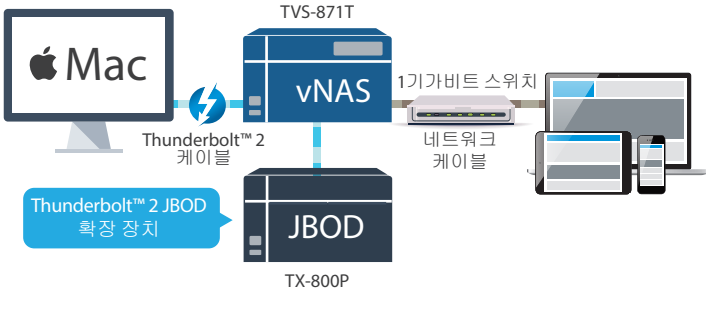 TVS-871T
Mac
vNAS
1기가비트 스위치
Thunderbolt™ 2
케이블
네트워크
케이블
Thunderbolt™ 2 JBOD
확장 장치
JBOD
TX-800P